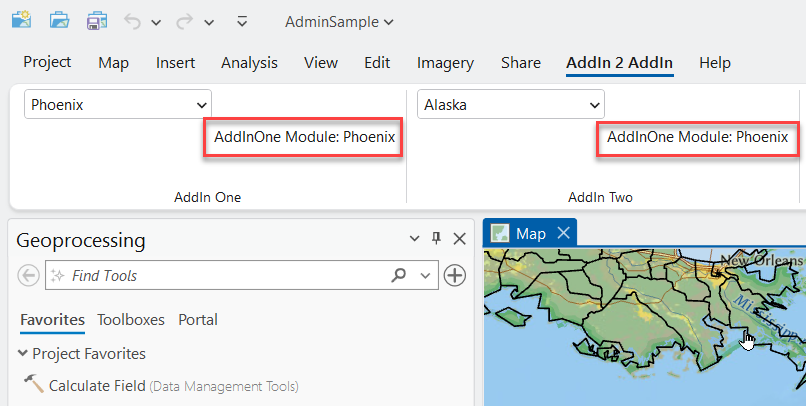 AdminSample
Project Map Insert Analysis View Edit Imagery Share AddIn 2 AddIn Help
Phoenix Alaska
AddInOne Module: Phoenix AddInOne Module: Phoenix
AddIn One AddIn Two
Geoprocessing
Map
Find Tools
New Orleans
Favorites Toolboxes Portal
Project Favorites
Calculate Field (Data Management Tools)